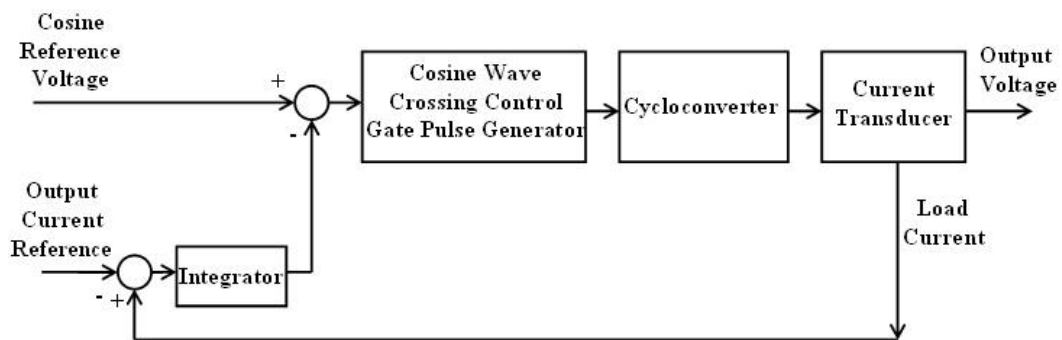 Cosine
Reference
Voltage
+
-
Cosine Wave
Crossing Control
Gate Pulse Generator
Cycloconverter
Current
Transducer
Output
Voltage
Output
Current
Reference
-
+
Integrator
Load
Current